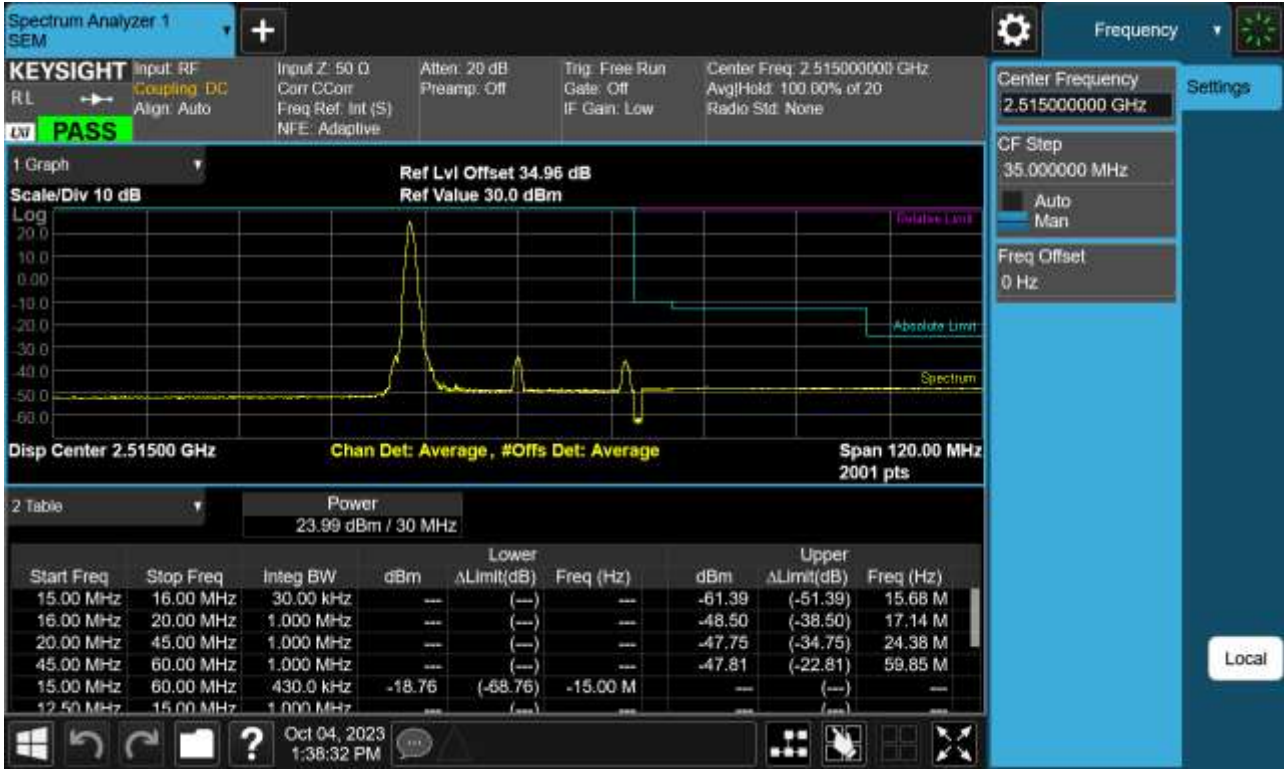 Spectrum Analyzer 1
SEM
+
Frequency
KEYSIGHT
RL
LXI
PASS
Input: RF
Coupling: DC
Align: Auto
Input Z: 50 Ω
Corr CCorr
Freq Ref: Int (S)
NFE: Adaptive
Atten: 20 dB
Preamp: Off
Trig: Free Run
Gate: Off
IF Gain: Low
Center Freq: 2.515000000 GHz
Avg|Hold: 100.00% of 20
Radio Std: None
Center Frequency
2.515000000 GHz
Settings
CF Step
35.000000 MHz
Auto
Man
Freq Offset
0 Hz
Local
1 Graph
Scale/Div 10 dB
Ref Lvl Offset 34.96 dB
Ref Value 30.0 dBm
Log
20.0
10.0
0.00
-10.0
-20.0
-30.0
-40.0
-50.0
-60.0
Relative Limit
Absolute Limit
Spectrum
Disp Center 2.51500 GHz
Chan Det: Average, #Offs Det: Average
Span 120.00 MHz
2001 pts
2 Table
Power
23.99 dBm / 30 MHz
Lower Upper
Start Freq Stop Freq Integ BW dBm ΔLimit(dB) Freq (Hz) dBm ΔLimit(dB) Freq (Hz)
15.00 MHz 16.00 MHz 30.00 kHz --- (---) --- -61.39 (-51.39) 15.68 M
16.00 MHz 20.00 MHz 1.000 MHz --- (---) --- -48.50 (-38.50) 17.14 M
20.00 MHz 45.00 MHz 1.000 MHz --- (---) --- -47.75 (-34.75) 24.38 M
45.00 MHz 60.00 MHz 1.000 MHz --- (---) --- -47.81 (-22.81) 59.85 M
15.00 MHz 60.00 MHz 430.0 kHz -18.76 (-68.76) -15.00 M --- (---) ---
12.50 MHz 15.00 MHz 1.000 MHz --- (---) --- --- (---) ---
?
Oct 04, 2023
1:38:32 PM